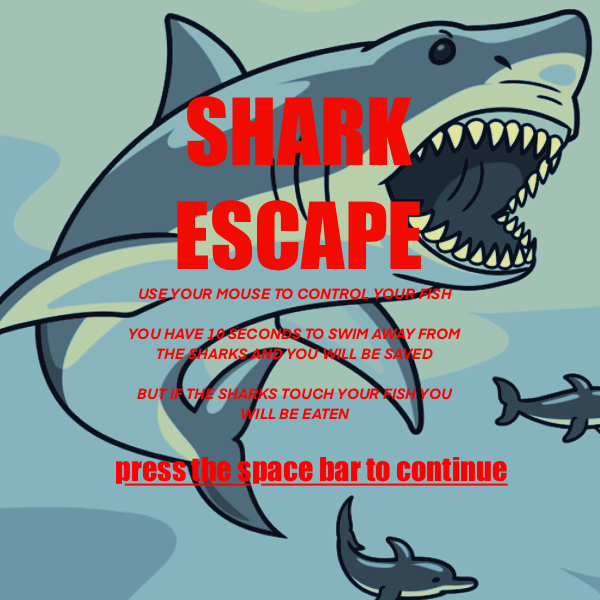 SHARK
ESCAPE
USE YOUR MOUSE TO CONTROL YOUR FISH
YOU HAVE 10 SECONDS TO SWIM AWAY FROM
THE SHARKS AND YOU WILL BE SAVED
BUT IF THE SHARKS TOUCH YOUR FISH YOU
WILL BE EATEN
press the space bar to continue